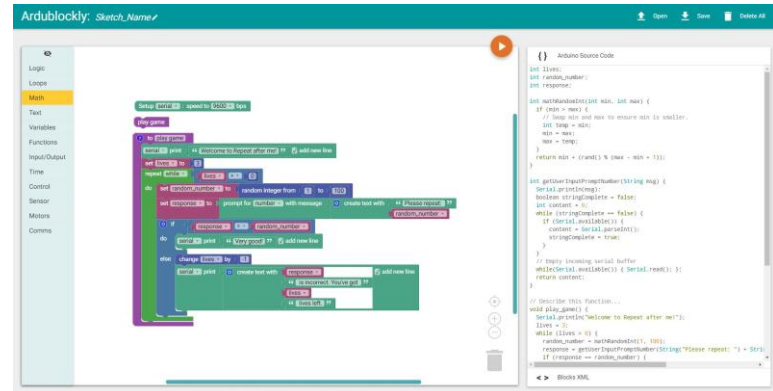 Ardublockly: Sketch_Name
Open Save Delete All
Logic
Loops
Math
Text
Variables
Functions
Input/Output
Time
Control
Sensor
Motors
Comms
Setup serial speed to 9600 bps
play game
to play game
serial print " Welcome to Repeat after me! " add new line
set lives to 3
repeat while lives > 0
do set random_number to random integer from 1 to 100
set response to prompt for number with message create text with " Please repeat: "
random_number
if response = random_number
do serial print " Very good! " add new line
else change lives by -1
serial print create text with response add new line
" is incorrect. You've got "
lives
" lives left. "
{} Arduino Source Code
int lives;
int random_number;
int response;
int mathRandomInt(int min, int max) {
if (min > max) {
// Swap min and max to ensure min is smaller.
int temp = min;
min = max;
max = temp;
}
return min + (rand() % (max - min + 1));
}
int getUserInputPromptNumber(String msg) {
Serial.println(msg);
boolean stringComplete = false;
int content = 0;
while (stringComplete == false) {
if (Serial.available()) {
content = Serial.parseInt();
stringComplete = true;
}
}
// Empty incoming serial buffer
while(Serial.available()) { Serial.read(); };
return content;
}
// Describe this function...
void play_game() {
Serial.println("Welcome to Repeat after me!");
lives = 3;
while (lives > 0) {
random_number = mathRandomInt(1, 100);
response = getUserInputPromptNumber(String("Please repeat: ") + Stri
if (response == random_number) {
< > Blocks XML